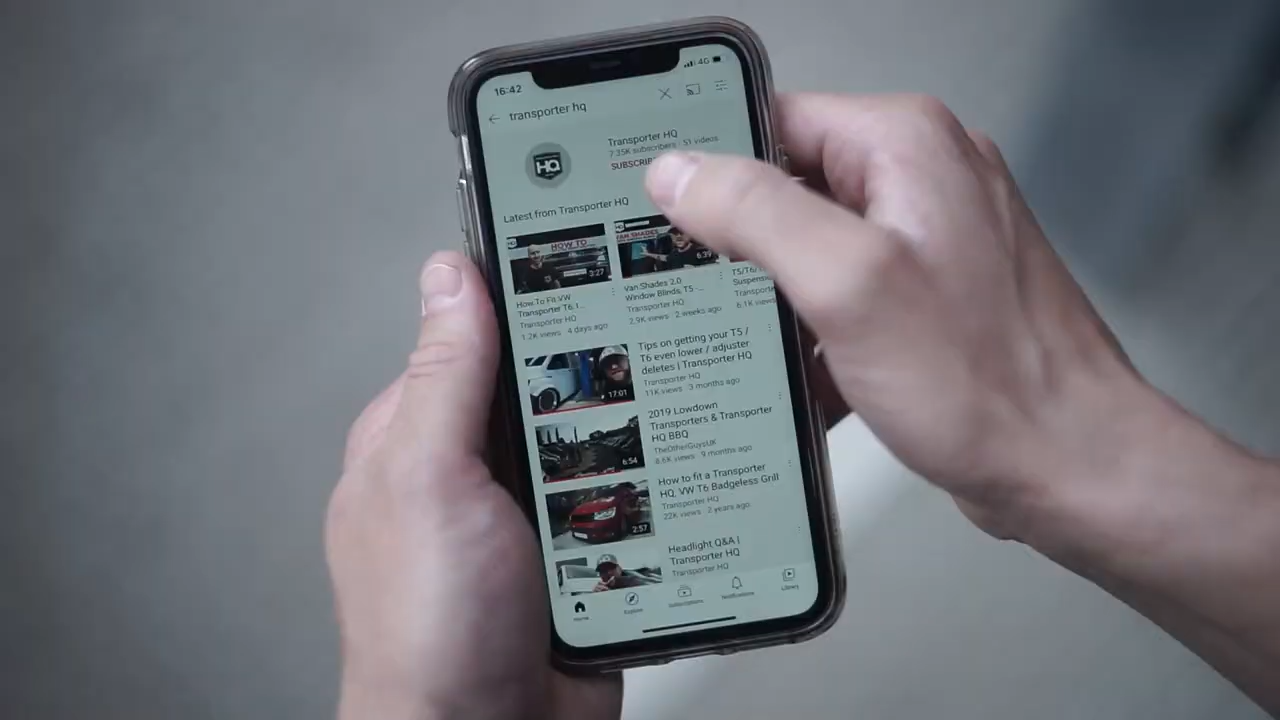 16:42
4G
transporter hq
Transporter HQ
7.35K subscribers · 51 videos
SUBSCRIBE
HQ
Latest from Transporter HQ
HOW TO
3:27
VAN SHADES
6:39
How To Fit VW
Transporter T6.1...
Transporter HQ
1.2K views · 4 days ago
Van Shades 2.0
Window Blinds, T5 -...
Transporter HQ
2.9K views · 2 weeks ago
T5/T6/
Suspensi
Transporte
6.1K views
17:01
Tips on getting your T5 /
T6 even lower / adjuster
deletes | Transporter HQ
Transporter HQ
11K views · 3 months ago
6:54
2019 Lowdown
Transporters & Transporter
HQ BBQ
TheOtherGuysUK
8.6K views · 9 months ago
2:57
How to fit a Transporter
HQ, VW T6 Badgeless Grill
Transporter HQ
22K views · 2 years ago
Headlight Q&A |
Transporter HQ
Transporter HQ
Home
Explore
Subscriptions
Notifications
Library